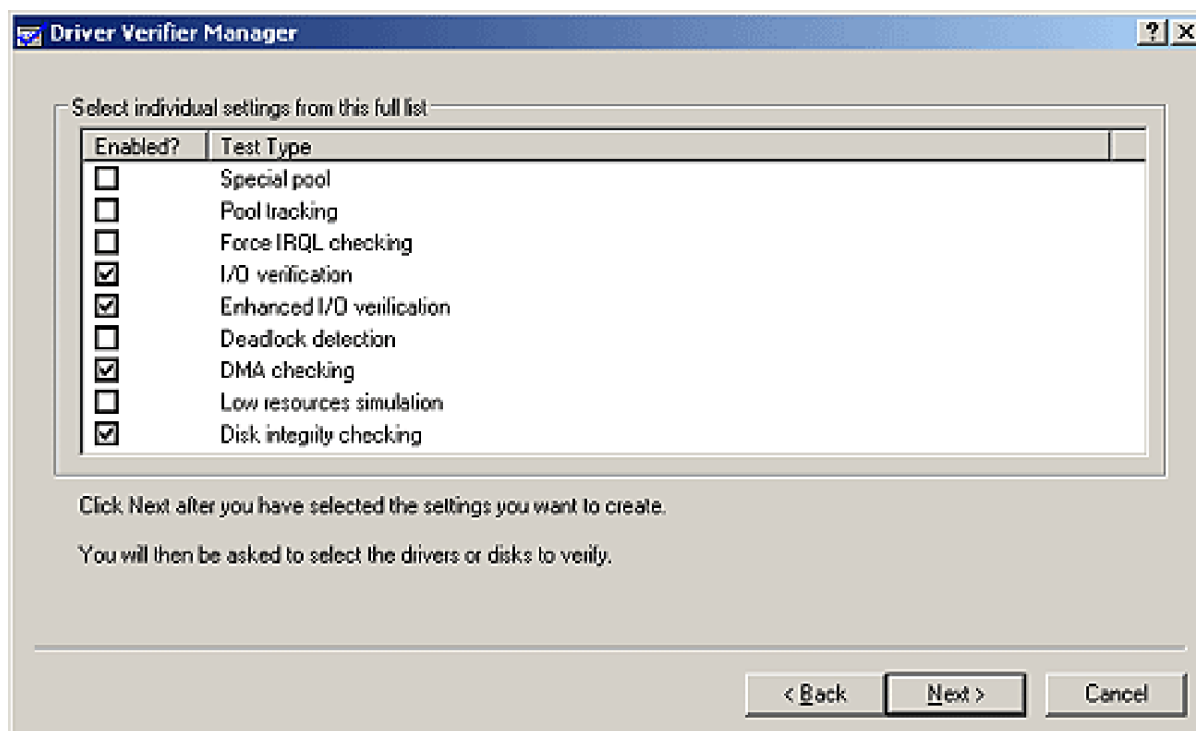 Driver Verifier Manager
Select individual settings from this full list
Enabled? Test Type
Special pool
Pool tracking
Force IRQL checking
I/O verification
Enhanced I/O verification
Deadlock detection
DMA checking
Low resources simulation
Disk integrity checking
Click Next after you have selected the settings you want to create.
You will then be asked to select the drivers or disks to verify.
< Back Next > Cancel